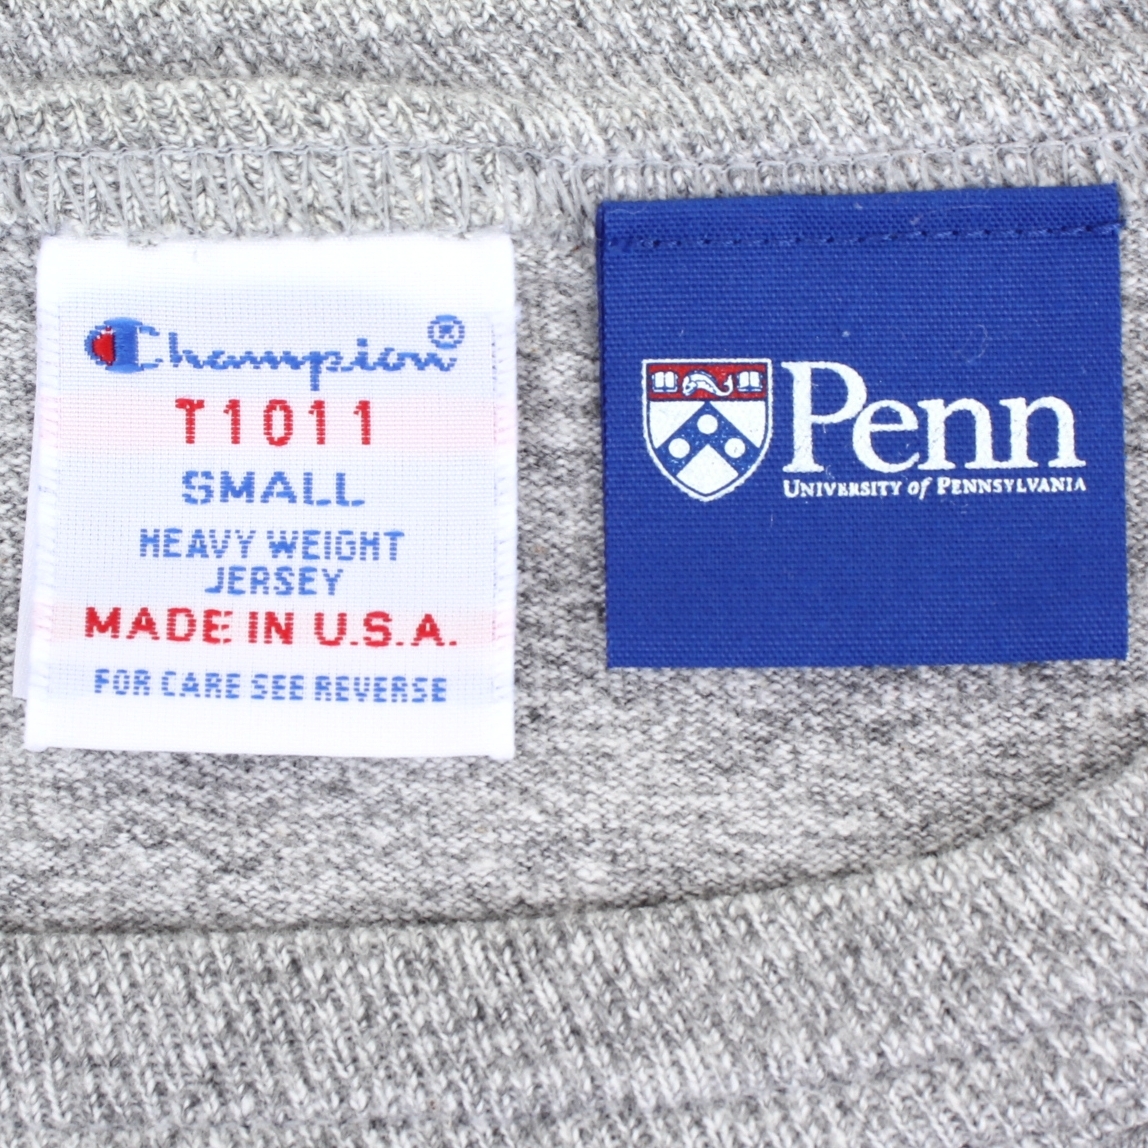 Champion®
T1011
SMALL
HEAVY WEIGHT
JERSEY
MADE IN U.S.A.
FOR CARE SEE REVERSE
Penn
UNIVERSITY of PENNSYLVANIA